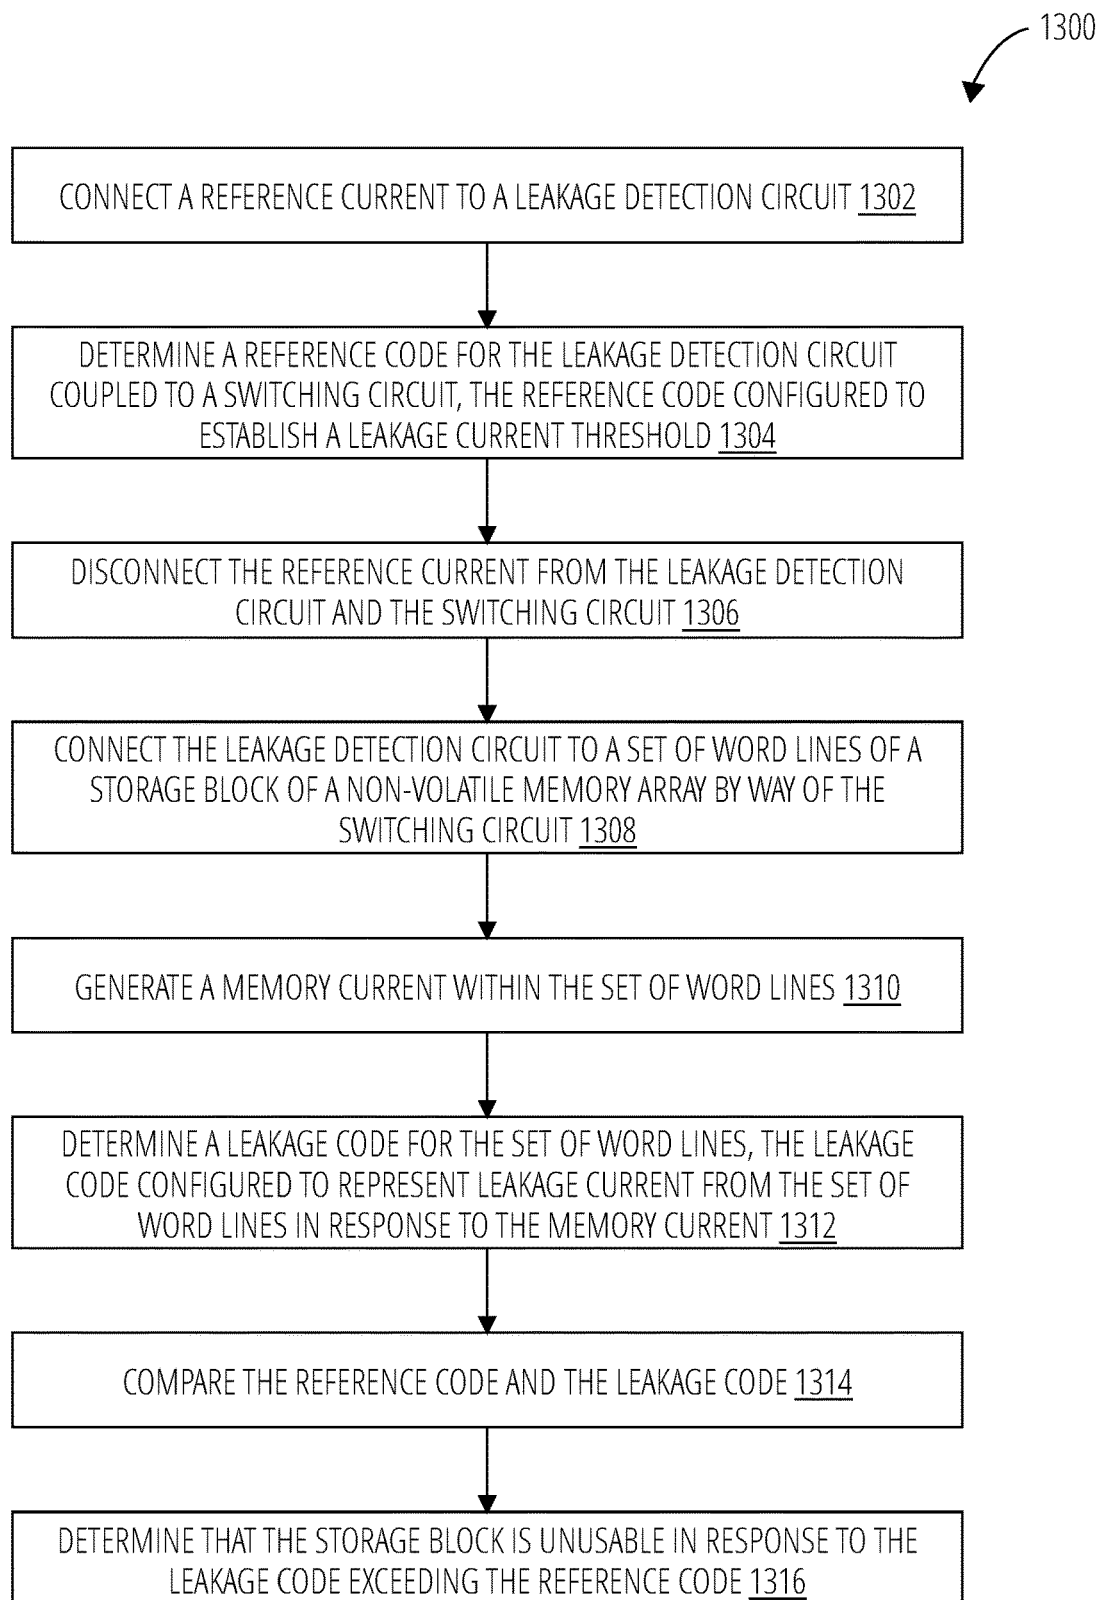 1300
CONNECT A REFERENCE CURRENT TO A LEAKAGE DETECTION CIRCUIT 1302
DETERMINE A REFERENCE CODE FOR THE LEAKAGE DETECTION CIRCUIT
COUPLED TO A SWITCHING CIRCUIT, THE REFERENCE CODE CONFIGURED TO
ESTABLISH A LEAKAGE CURRENT THRESHOLD 1304
DISCONNECT THE REFERENCE CURRENT FROM THE LEAKAGE DETECTION
CIRCUIT AND THE SWITCHING CIRCUIT 1306
CONNECT THE LEAKAGE DETECTION CIRCUIT TO A SET OF WORD LINES OF A
STORAGE BLOCK OF A NON-VOLATILE MEMORY ARRAY BY WAY OF THE
SWITCHING CIRCUIT 1308
GENERATE A MEMORY CURRENT WITHIN THE SET OF WORD LINES 1310
DETERMINE A LEAKAGE CODE FOR THE SET OF WORD LINES, THE LEAKAGE
CODE CONFIGURED TO REPRESENT LEAKAGE CURRENT FROM THE SET OF
WORD LINES IN RESPONSE TO THE MEMORY CURRENT 1312
COMPARE THE REFERENCE CODE AND THE LEAKAGE CODE 1314
DETERMINE THAT THE STORAGE BLOCK IS UNUSABLE IN RESPONSE TO THE
LEAKAGE CODE EXCEEDING THE REFERENCE CODE 1316